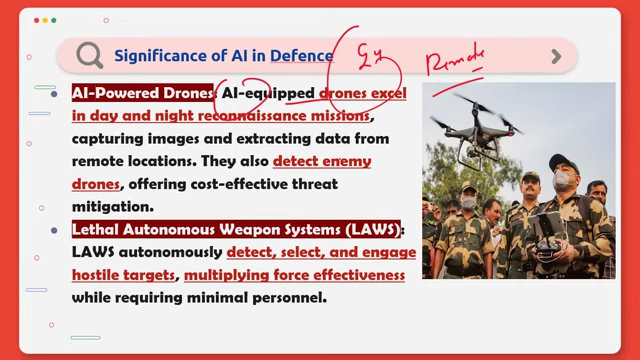 Significance of AI in Defence
Remote
AI-Powered Drones: AI-equipped drones excel
in day and night reconnaissance missions,
capturing images and extracting data from
remote locations. They also detect enemy
drones, offering cost-effective threat
mitigation.
Lethal Autonomous Weapon Systems (LAWS):
LAWS autonomously detect, select, and engage
hostile targets, multiplying force effectiveness
while requiring minimal personnel.